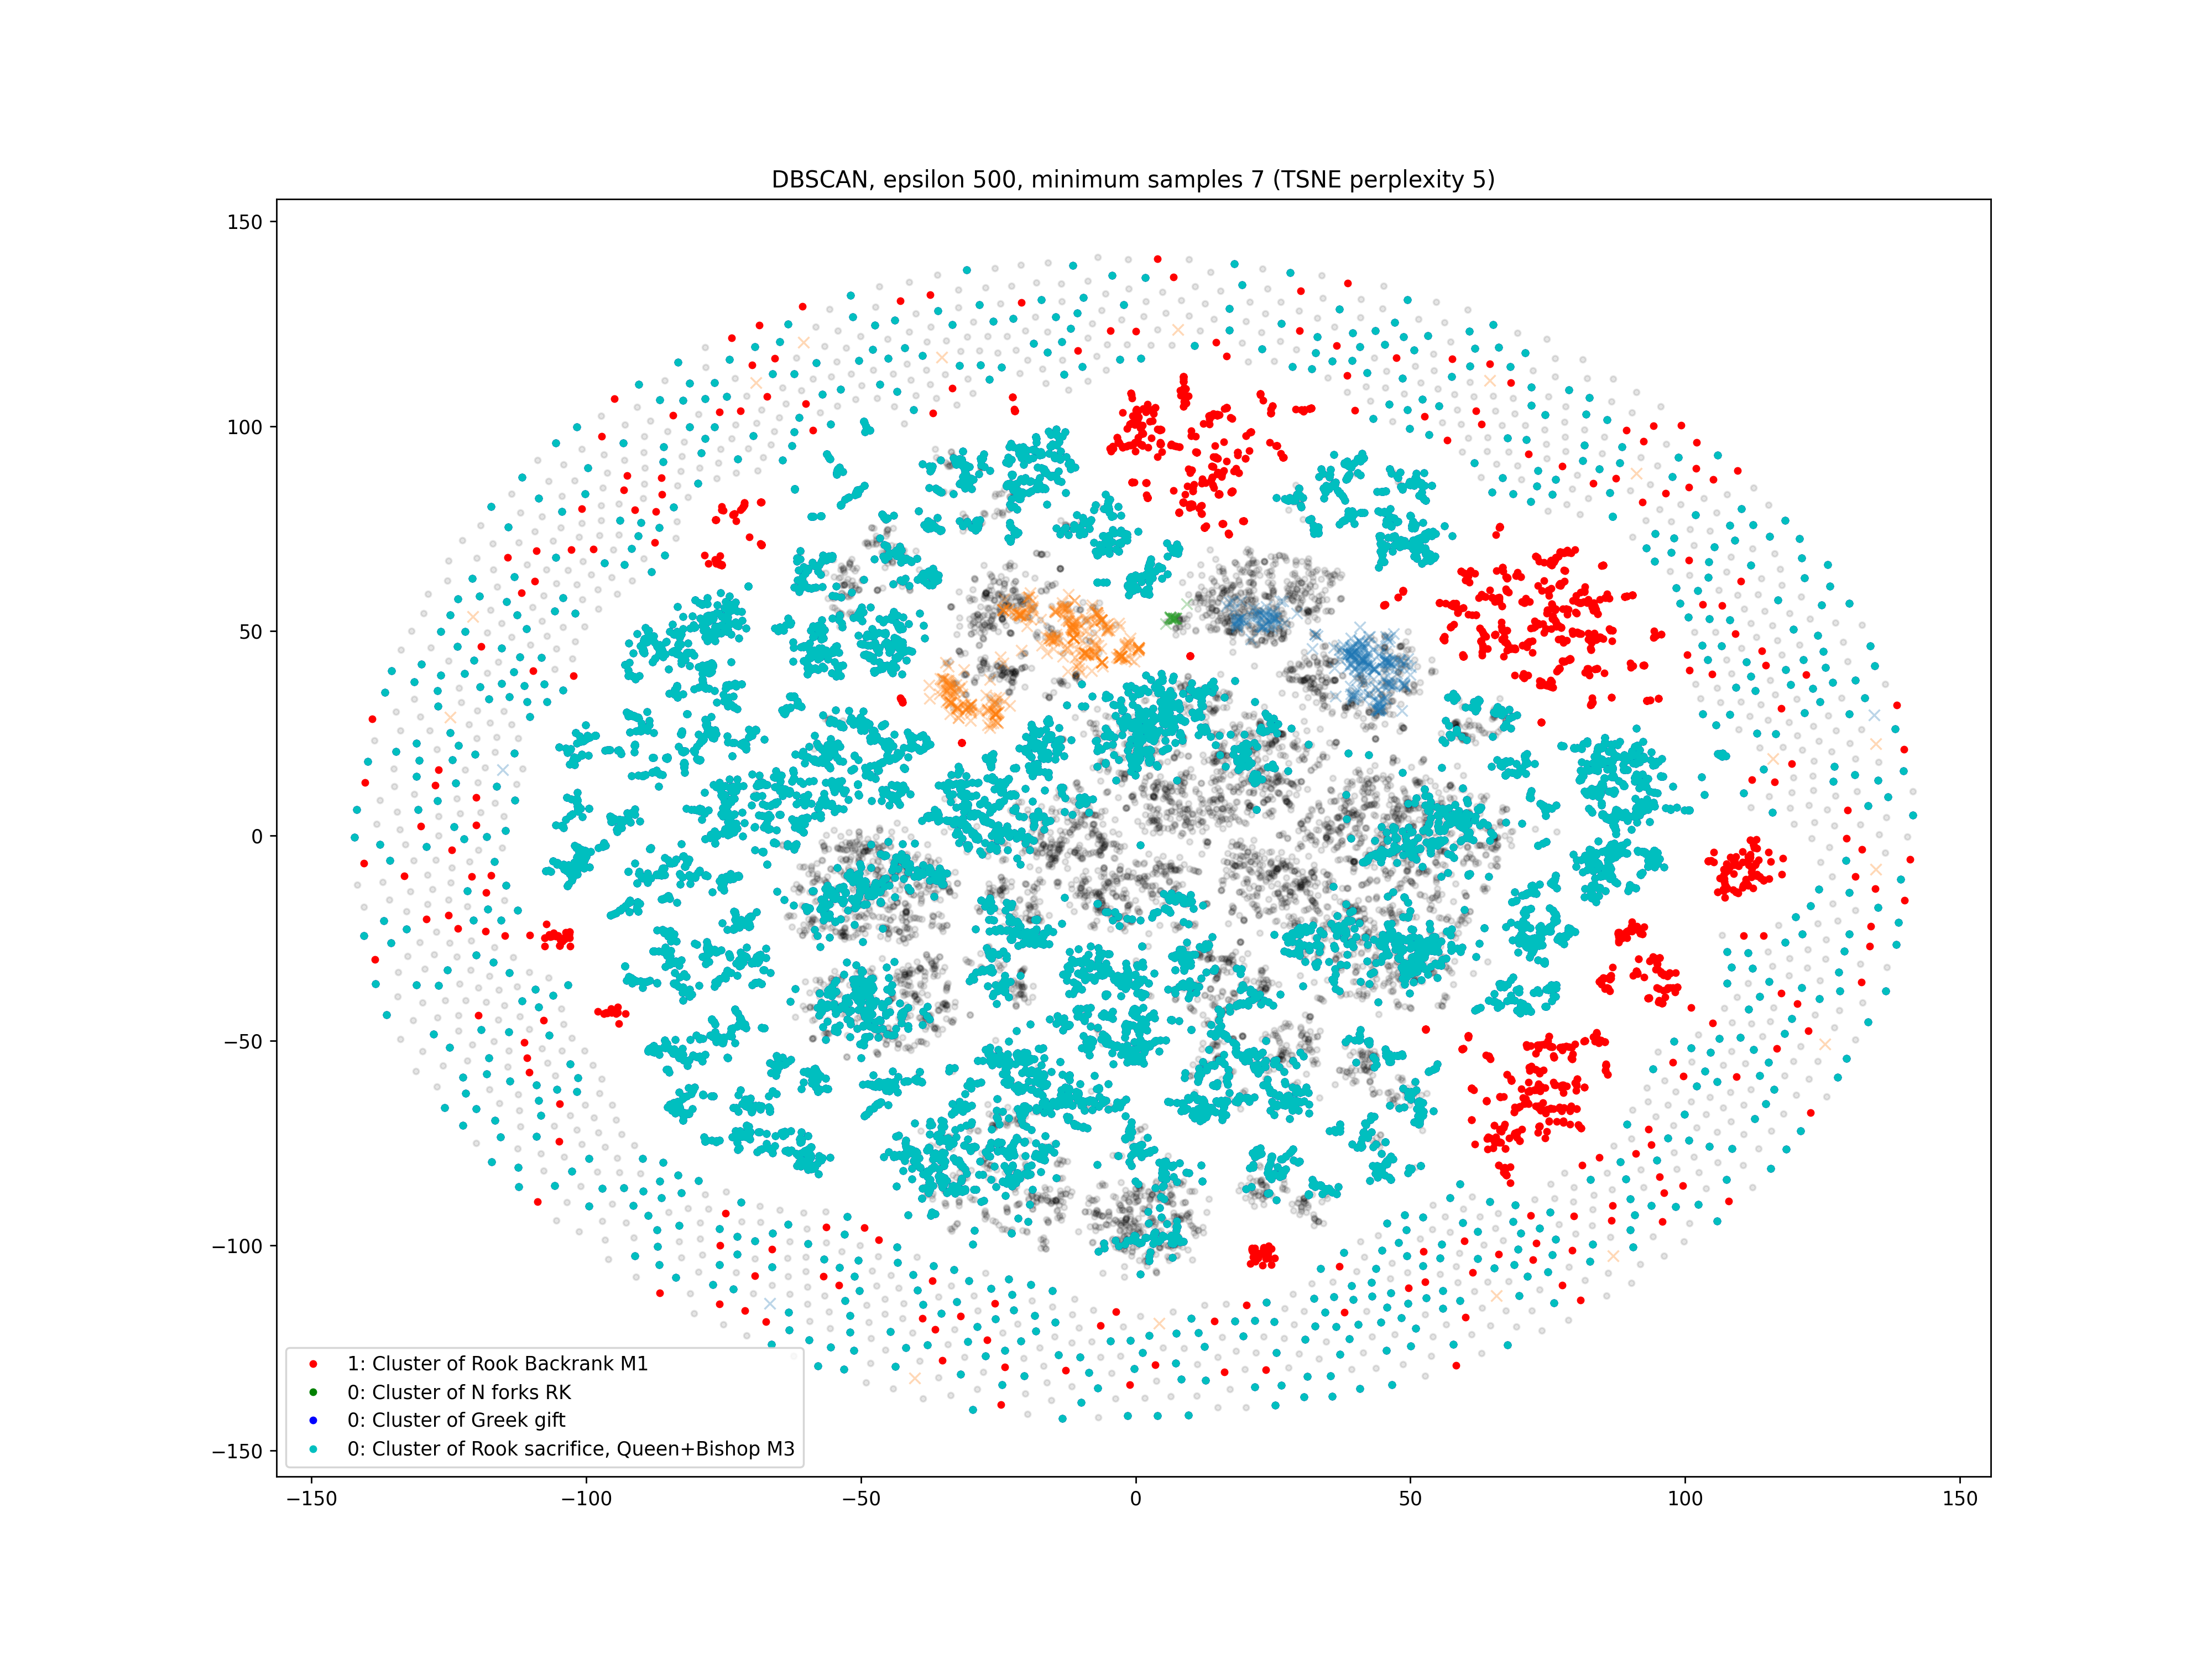 DBSCAN, epsilon 500, minimum samples 7 (TSNE perplexity 5)
150
100
50
0
−50
−100
−150
1: Cluster of Rook Backrank M1
0: Cluster of N forks RK
0: Cluster of Greek gift
0: Cluster of Rook sacrifice, Queen+Bishop M3
−150 −100 −50 0 50 100 150